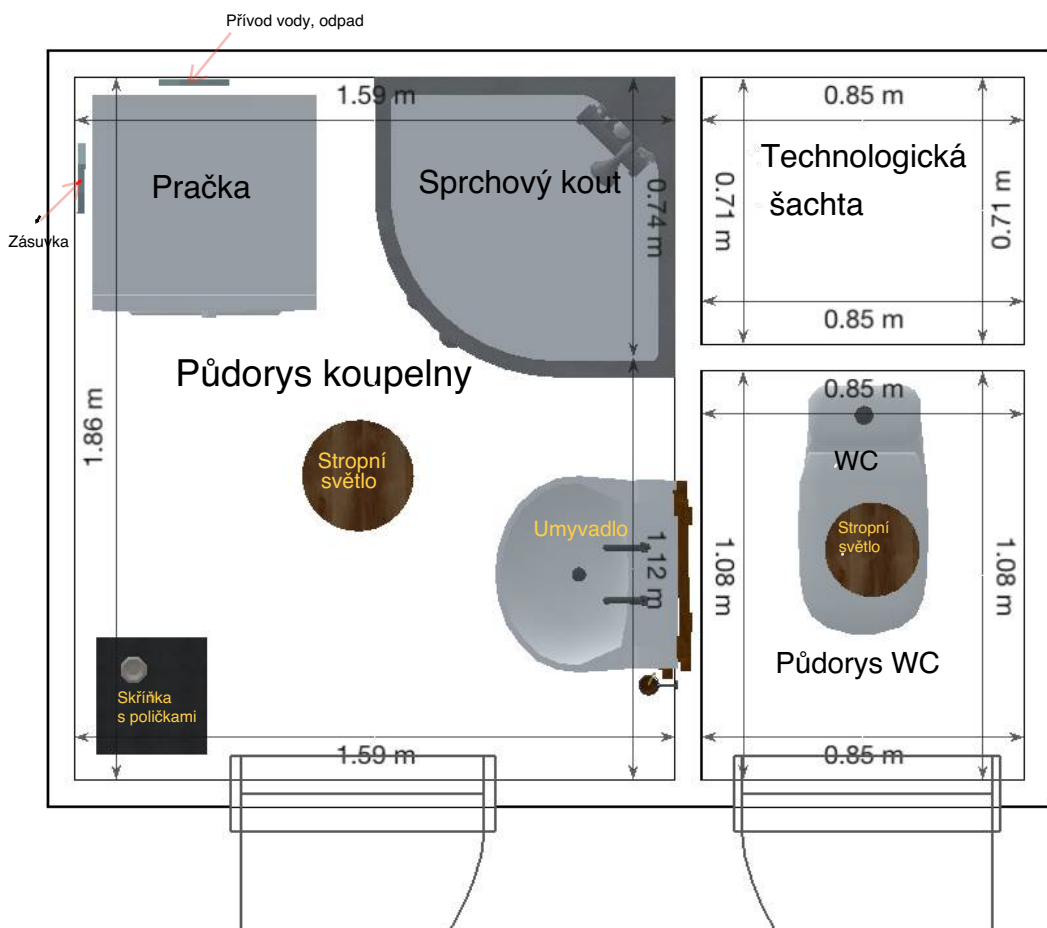 Přívod vody, odpad
1.59 m
0.85 m
Pračka
Sprchový kout
Technologická
šachta
0.74 m
0.71 m
0.71 m
Zásuvka
0.85 m
Půdorys koupelny
1.86 m
0.85 m
WC
Stropní
světlo
Umyvadlo
Stropní
světlo
1.12 m
1.08 m
1.08 m
Půdorys WC
Skříňka
s poličkami
1.59 m
0.85 m